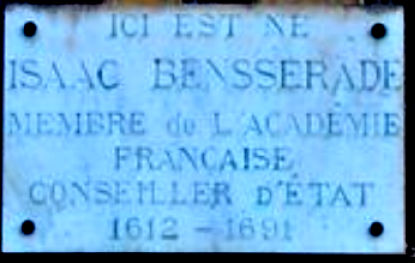 ICI EST NÉ
ISAAC BENSSERADE
MEMBRE de L'ACADÉMIE
FRANÇAISE
CONSEILLER D'ÉTAT
1612 - 1691